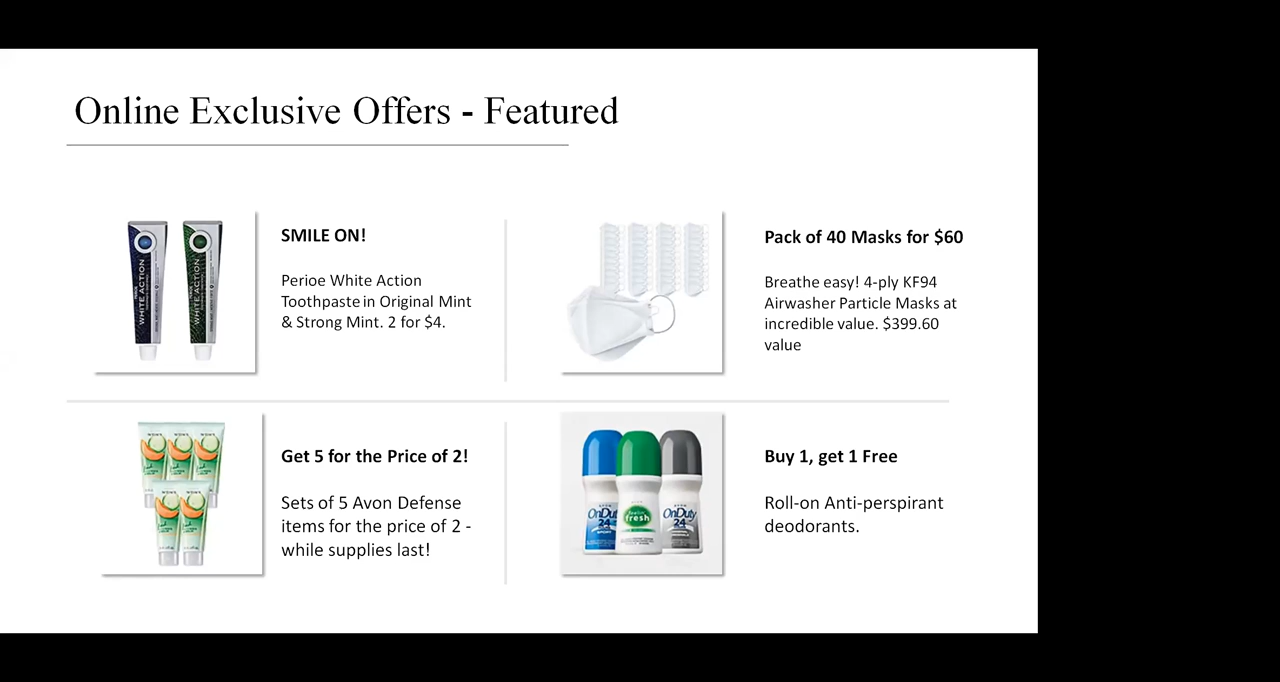 Online Exclusive Offers - Featured
SMILE ON!
Perioe White Action
Toothpaste in Original Mint
& Strong Mint. 2 for $4.
WHITE ACTION
WHITE ACTION
Pack of 40 Masks for $60
Breathe easy! 4-ply KF94
Airwasher Particle Masks at
incredible value. $399.60
value
Get 5 for the Price of 2!
Sets of 5 Avon Defense
items for the price of 2 -
while supplies last!
Buy 1, get 1 Free
Roll-on Anti-perspirant
deodorants.
OnDuty
24
feelin
fresh
OnDuty
24